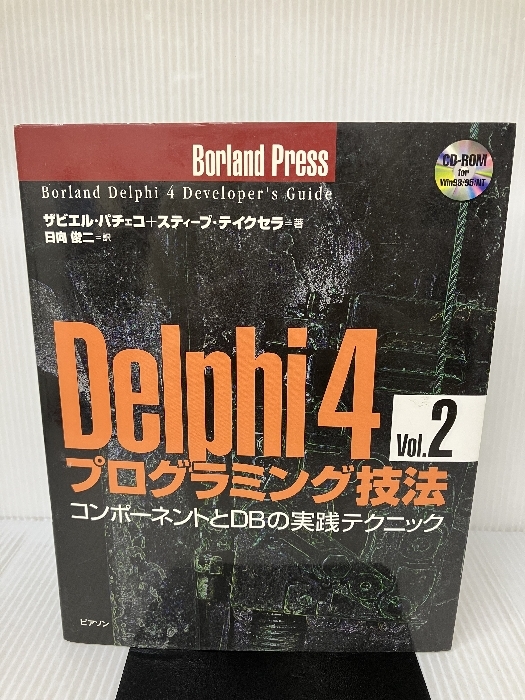 Borland Press
CD-ROM
for
Win98/95/NT
Borland Delphi 4 Developer's Guide
ザビエル・パチェコ+スティーブ・テイクセラ=著
日向 俊二=訳
Delphi 4
Vol.2
プログラミング技法
コンポーネントとDBの実践テクニック
ピアソン